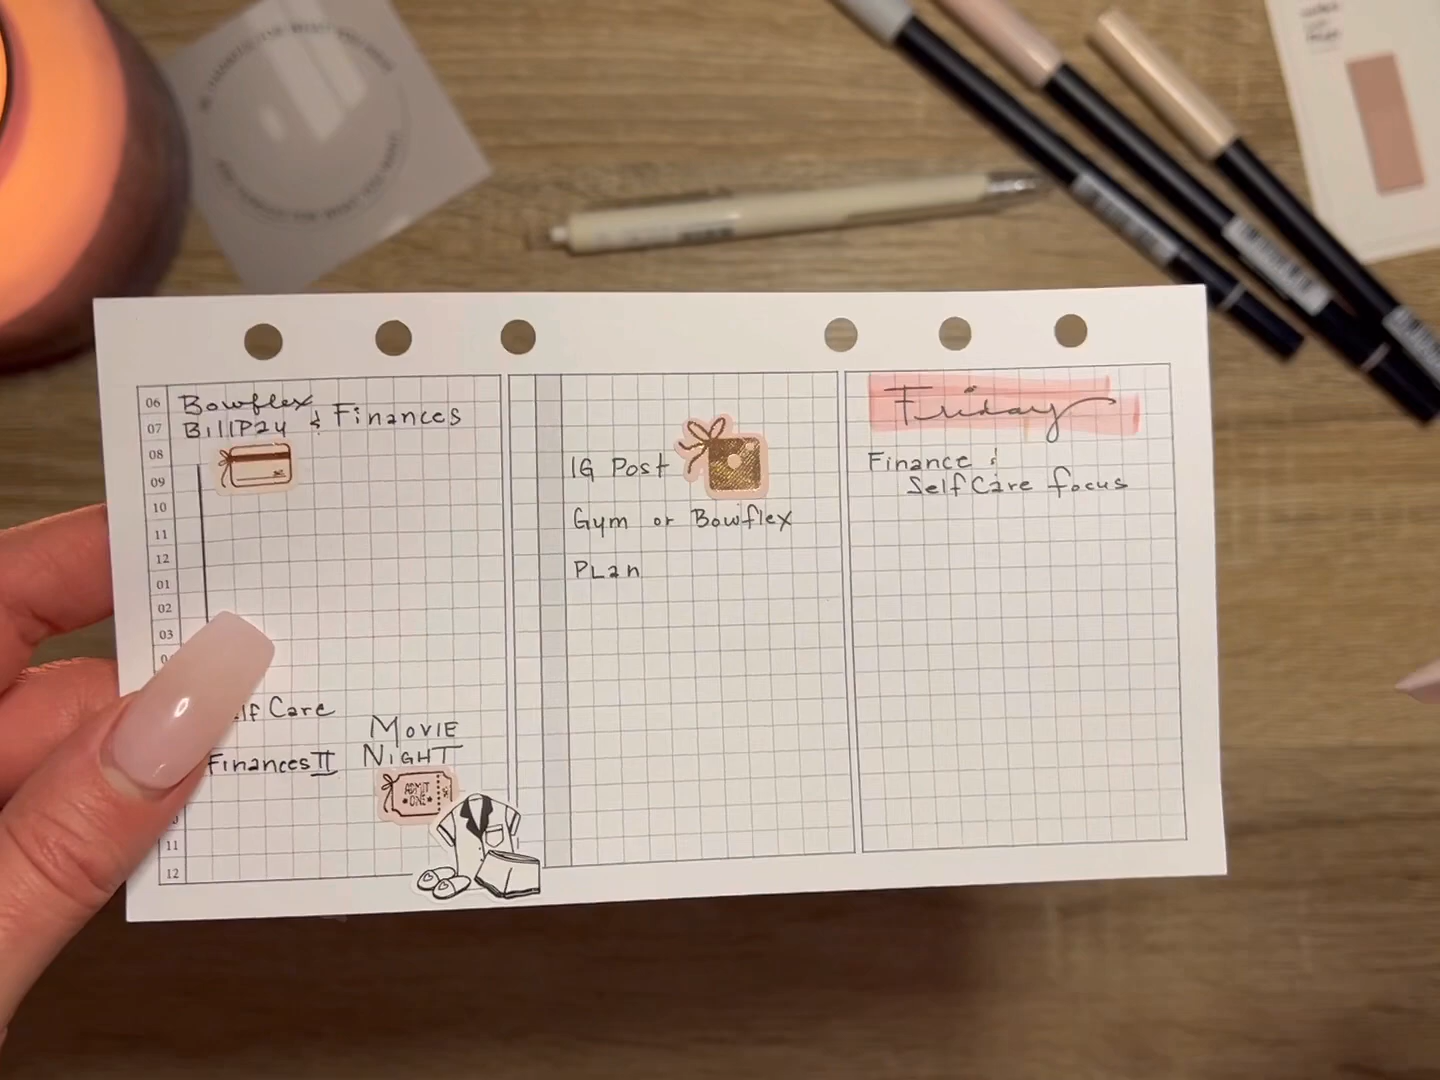 06
Bowflex
07
BillPay & Finances
08
09
10
11
12
01
02
03
Care
Finances II
MOVIE
NIGHT
ADMIT
ONE
11
12
IG Post
Gym or Bowflex
PLan
Friday
Finance &
Self Care focus